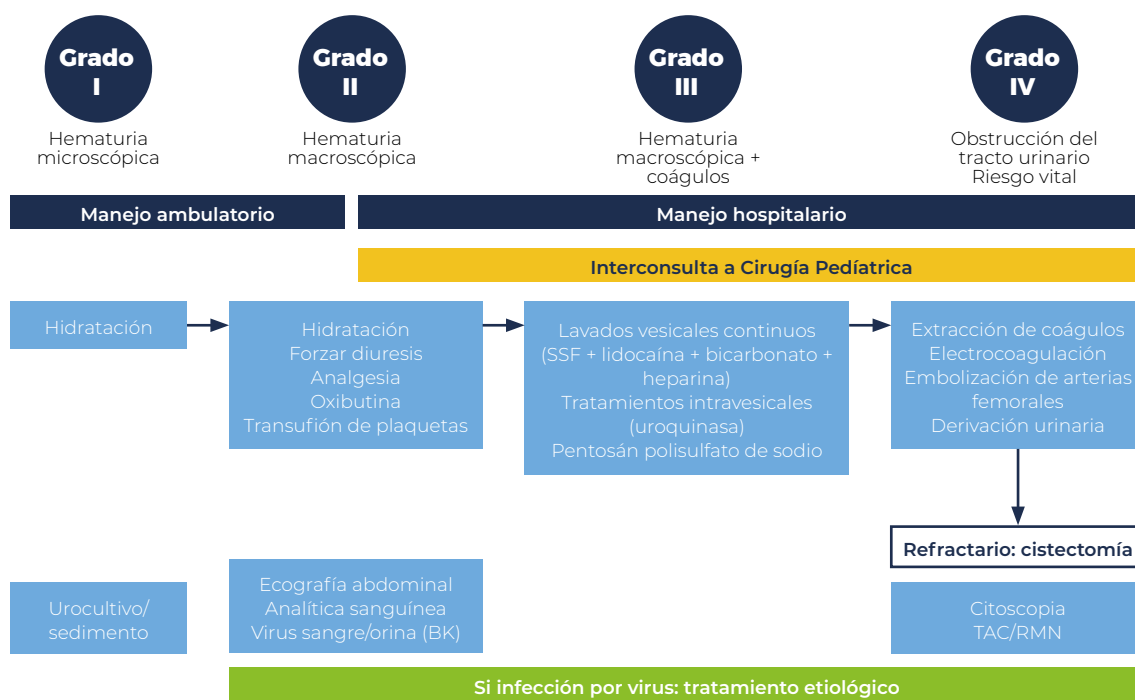 Grado
I
Hematuria
microscópica
Grado
II
Hematuria
macroscópica
Grado
III
Hematuria
macroscópica +
coágulos
Grado
IV
Obstrucción del
tracto urinario
Riesgo vital
Manejo ambulatorio
Manejo hospitalario
Interconsulta a Cirugía Pedíatrica
Hidratación
Hidratación
Forzar diuresis
Analgesia
Oxibutina
Transufión de plaquetas
Lavados vesicales continuos
(SSF + lidocaína + bicarbonato +
heparina)
Tratamientos intravesicales
(uroquinasa)
Pentosán polisulfato de sodio
Extracción de coágulos
Electrocoagulación
Embolización de arterias
femorales
Derivación urinaria
Refractario: cistectomía
Urocultivo/
sedimento
Ecografía abdominal
Analítica sanguínea
Virus sangre/orina (BK)
Citoscopia
TAC/RMN
Si infección por virus: tratamiento etiológico